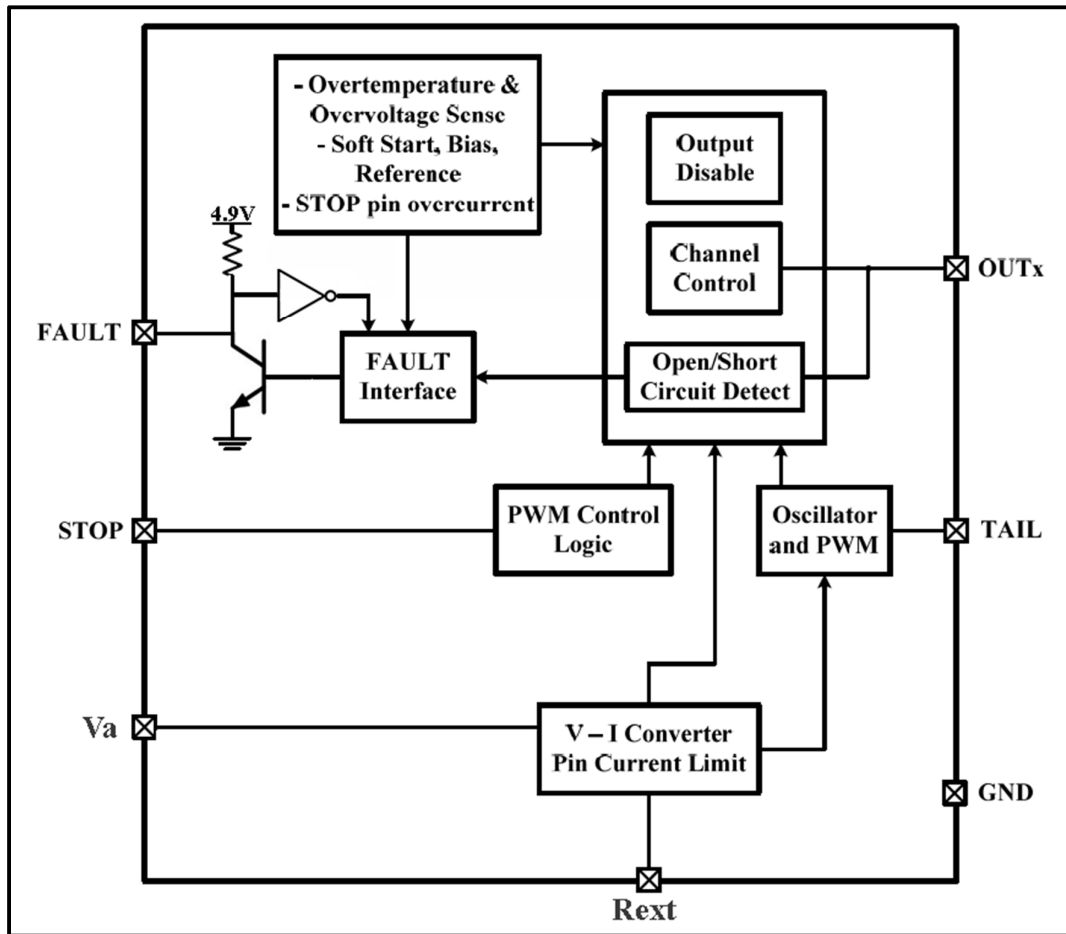 - Overtemperature &
Overvoltage Sense
- Soft Start, Bias,
Reference
- STOP pin overcurrent
Output
Disable
4.9V
Channel
Control
OUTx
FAULT
FAULT
Interface
Open/Short
Circuit Detect
STOP
PWM Control
Logic
Oscillator
and PWM
TAIL
Va
V – I Converter
Pin Current Limit
GND
Rext